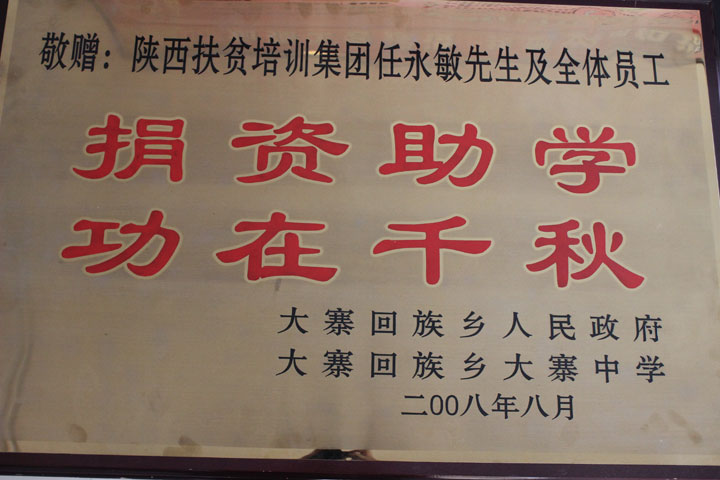 敬赠：陕西扶贫培训集团任永敏先生及全体员工
捐资助学
功在千秋
大寨回族乡人民政府
大寨回族乡大寨中学
二00八年八月